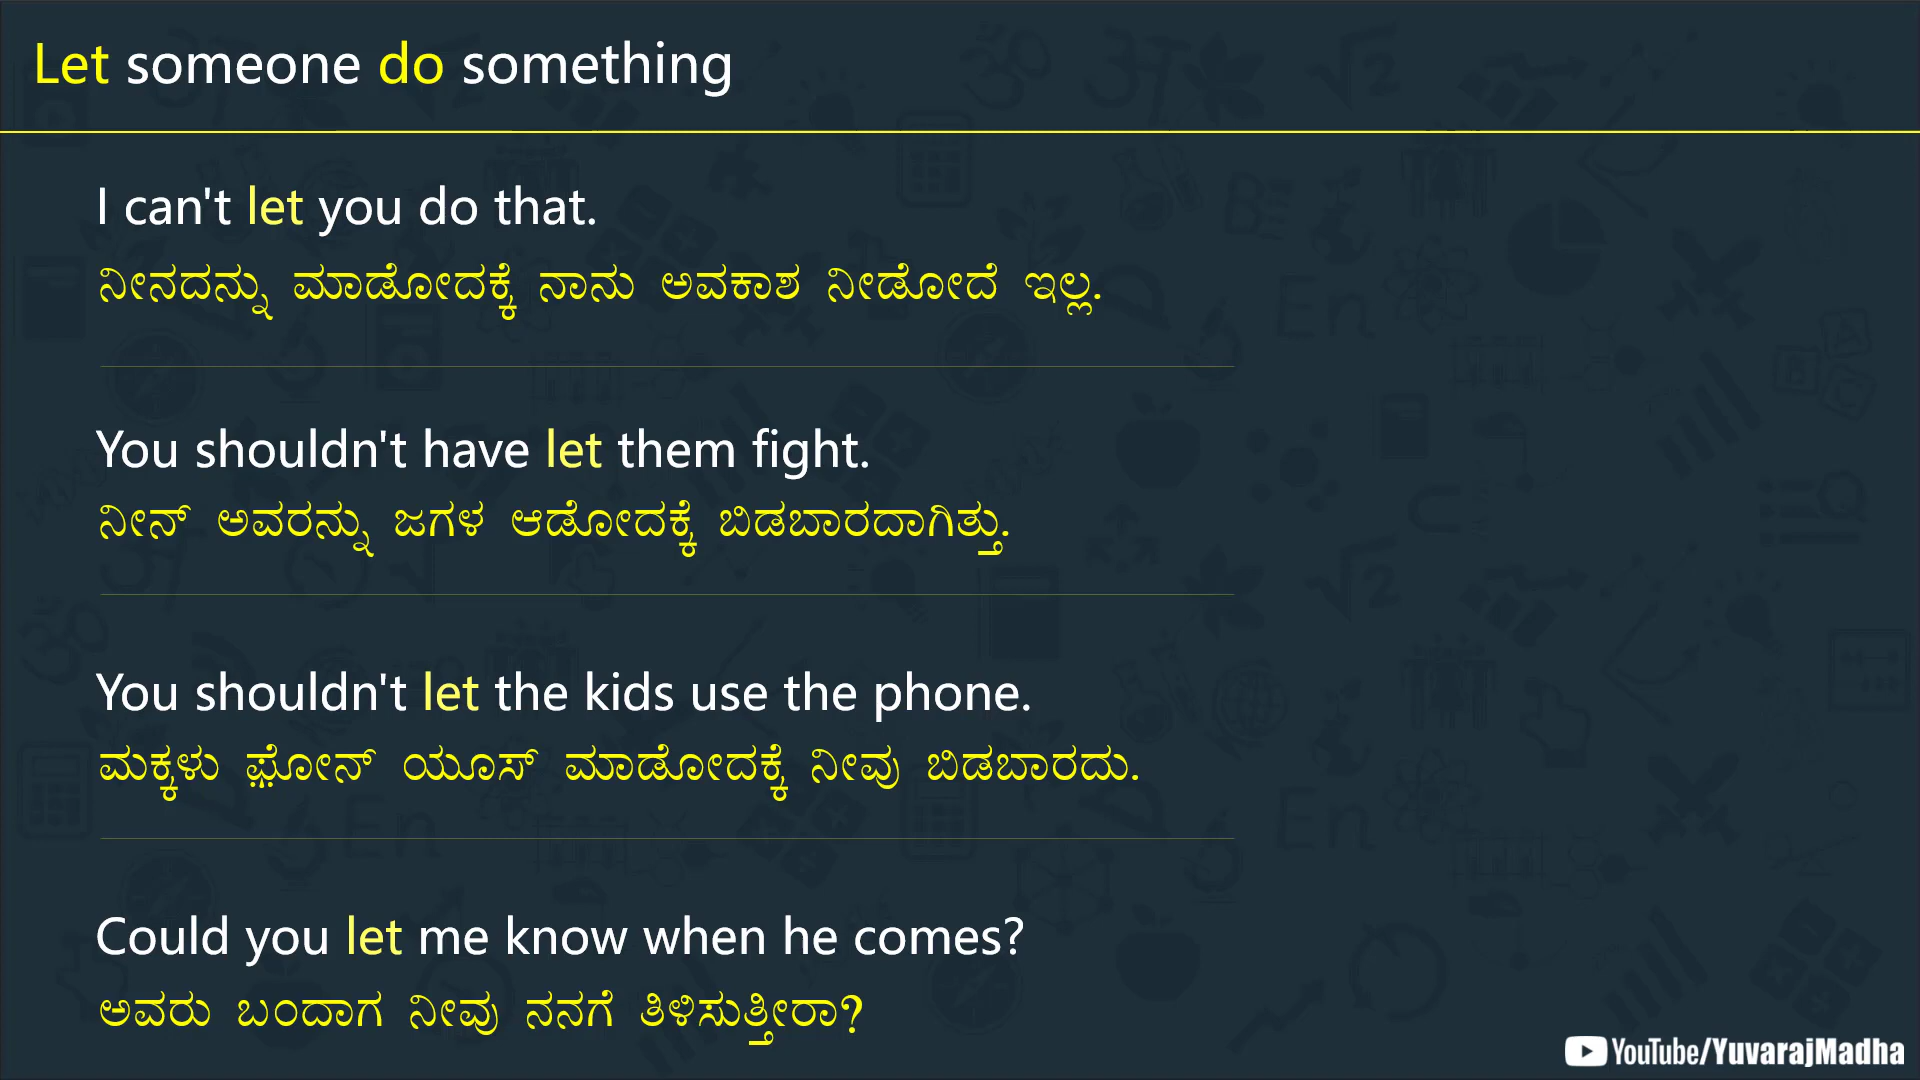 Let someone do something
I can't let you do that.
ನೀನದನ್ನು ಮಾಡೋದಕ್ಕೆ ನಾನು ಅವಕಾಶ ನೀಡೋದೆ ಇಲ್ಲ.
You shouldn't have let them fight.
ನೀನ್ ಅವರನ್ನು ಜಗಳ ಆಡೋದಕ್ಕೆ ಬಿಡಬಾರದಾಗಿತ್ತು.
You shouldn't let the kids use the phone.
ಮಕ್ಕಳು ಫ಼ೋನ್ ಯೂಸ್ ಮಾಡೋದಕ್ಕೆ ನೀವು ಬಿಡಬಾರದು.
Could you let me know when he comes?
ಅವರು ಬಂದಾಗ ನೀವು ನನಗೆ ತಿಳಿಸುತ್ತೀರಾ?
YouTube/YuvarajMadha